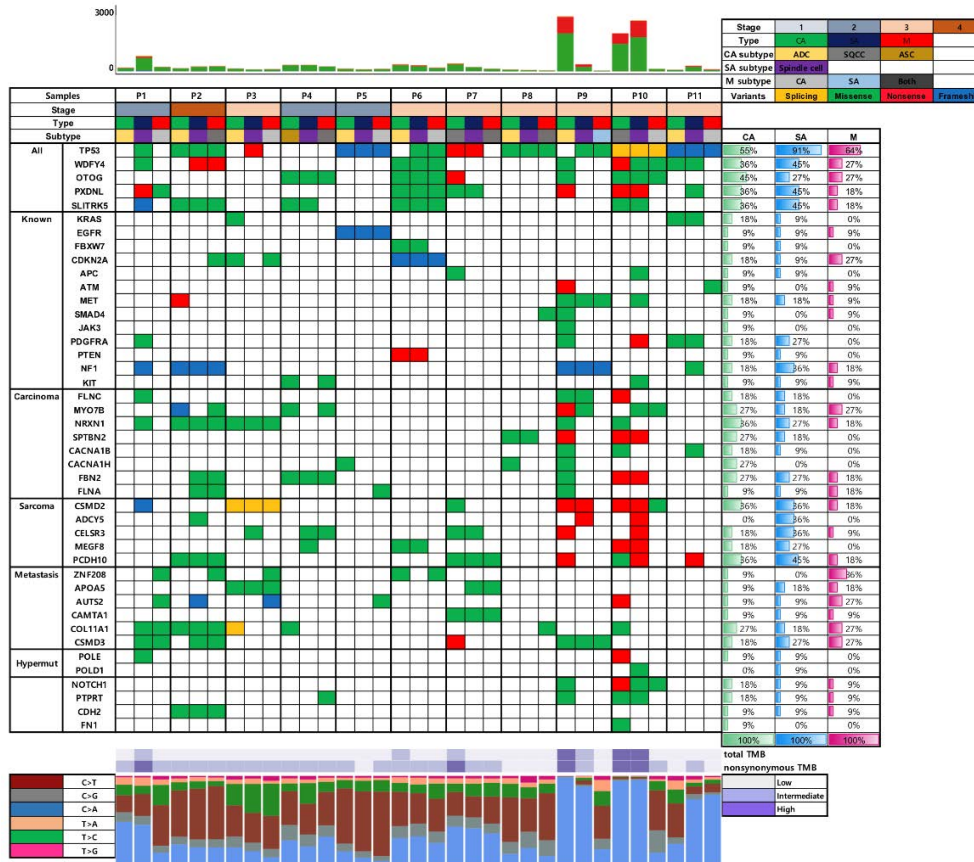 3000
0
Stage 1 2 3 4
Type CA SA M
CA subtype ADC SQCC ASC
SA subtype Spindle cell
M subtype CA SA Both
Variants Splicing Missense Nonsense Framesh
Samples P1 P2 P3 P4 P5 P6 P7 P8 P9 P10 P11
Stage
Type
Subtype CA SA M
All TP53 55% 91% 64%
WDFY4 36% 45% 27%
OTOG 45% 27% 27%
PXDNL 36% 45% 18%
SLITRK5 36% 45% 18%
Known KRAS 18% 9% 0%
EGFR 9% 9% 9%
FBXW7 9% 9% 0%
CDKN2A 18% 9% 27%
APC 9% 9% 0%
ATM 9% 0% 9%
MET 18% 18% 9%
SMAD4 9% 0% 9%
JAK3 9% 0% 0%
PDGFRA 18% 27% 0%
PTEN 9% 9% 0%
NF1 18% 36% 18%
KIT 9% 9% 9%
Carcinoma FLNC 18% 18% 0%
MYO7B 27% 18% 27%
NRXN1 36% 27% 18%
SPTBN2 27% 18% 0%
CACNA1B 18% 9% 0%
CACNA1H 27% 0% 0%
FBN2 27% 27% 18%
FLNA 9% 9% 18%
Sarcoma CSMD2 36% 36% 18%
ADCY5 0% 36% 0%
CELSR3 18% 36% 9%
MEGF8 18% 27% 0%
PCDH10 36% 45% 18%
Metastasis ZNF208 9% 0% 36%
APOA5 9% 18% 18%
AUTS2 9% 9% 27%
CAMTA1 9% 9% 9%
COL11A1 27% 18% 27%
CSMD3 18% 27% 27%
Hypermut POLE 9% 9% 0%
POLD1 0% 9% 0%
NOTCH1 18% 9% 9%
PTPRT 18% 9% 9%
CDH2 9% 9% 9%
FN1 9% 0% 0%
100% 100% 100%
total TMB
nonsynonymous TMB
C>T Low
C>G Intermediate
C>A High
T>A
T>C
T>G